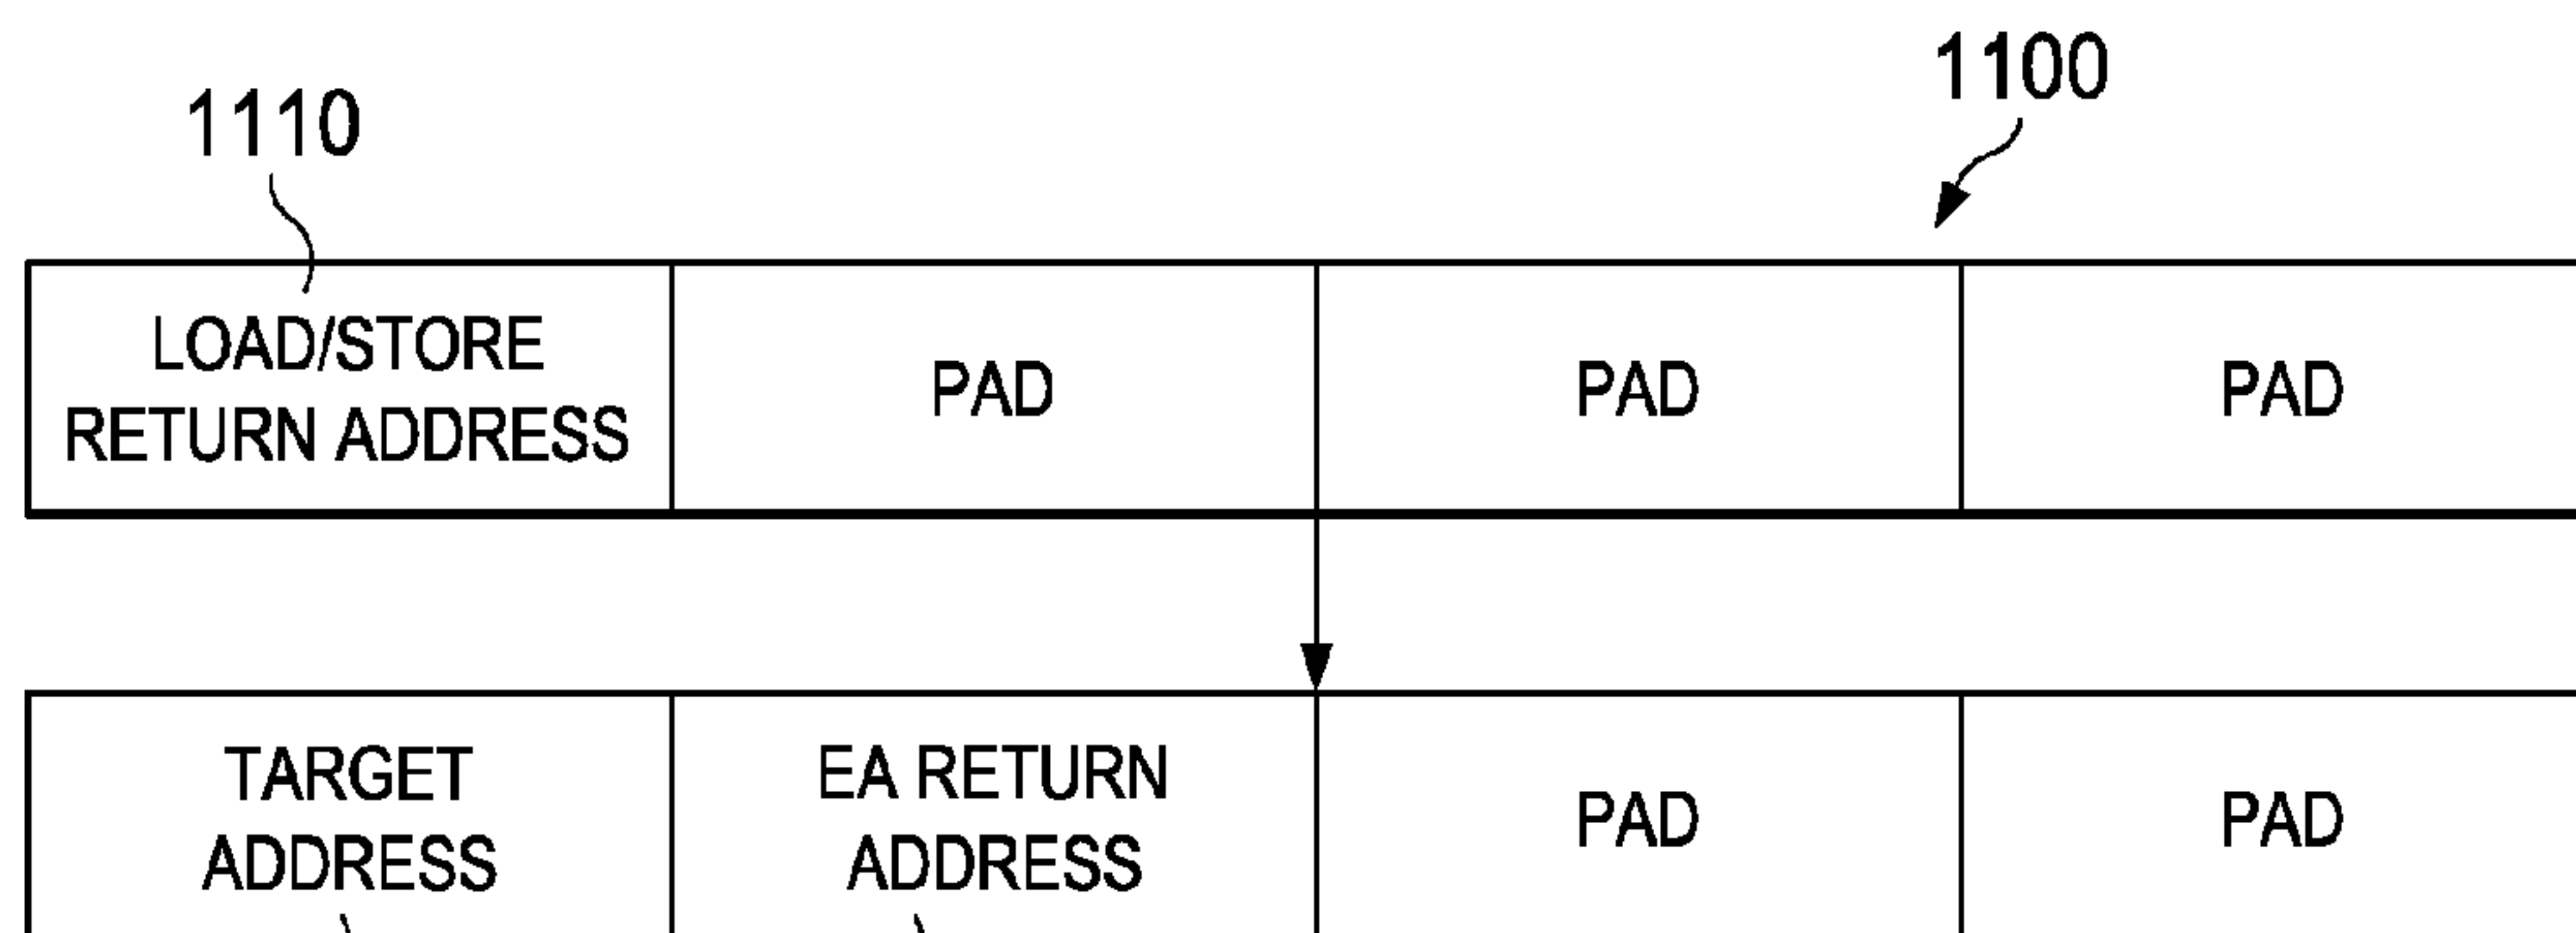 1100
1110
LOAD/STORE
RETURN ADDRESS
PAD
PAD
PAD
TARGET
ADDRESS
EA RETURN
ADDRESS
PAD
PAD